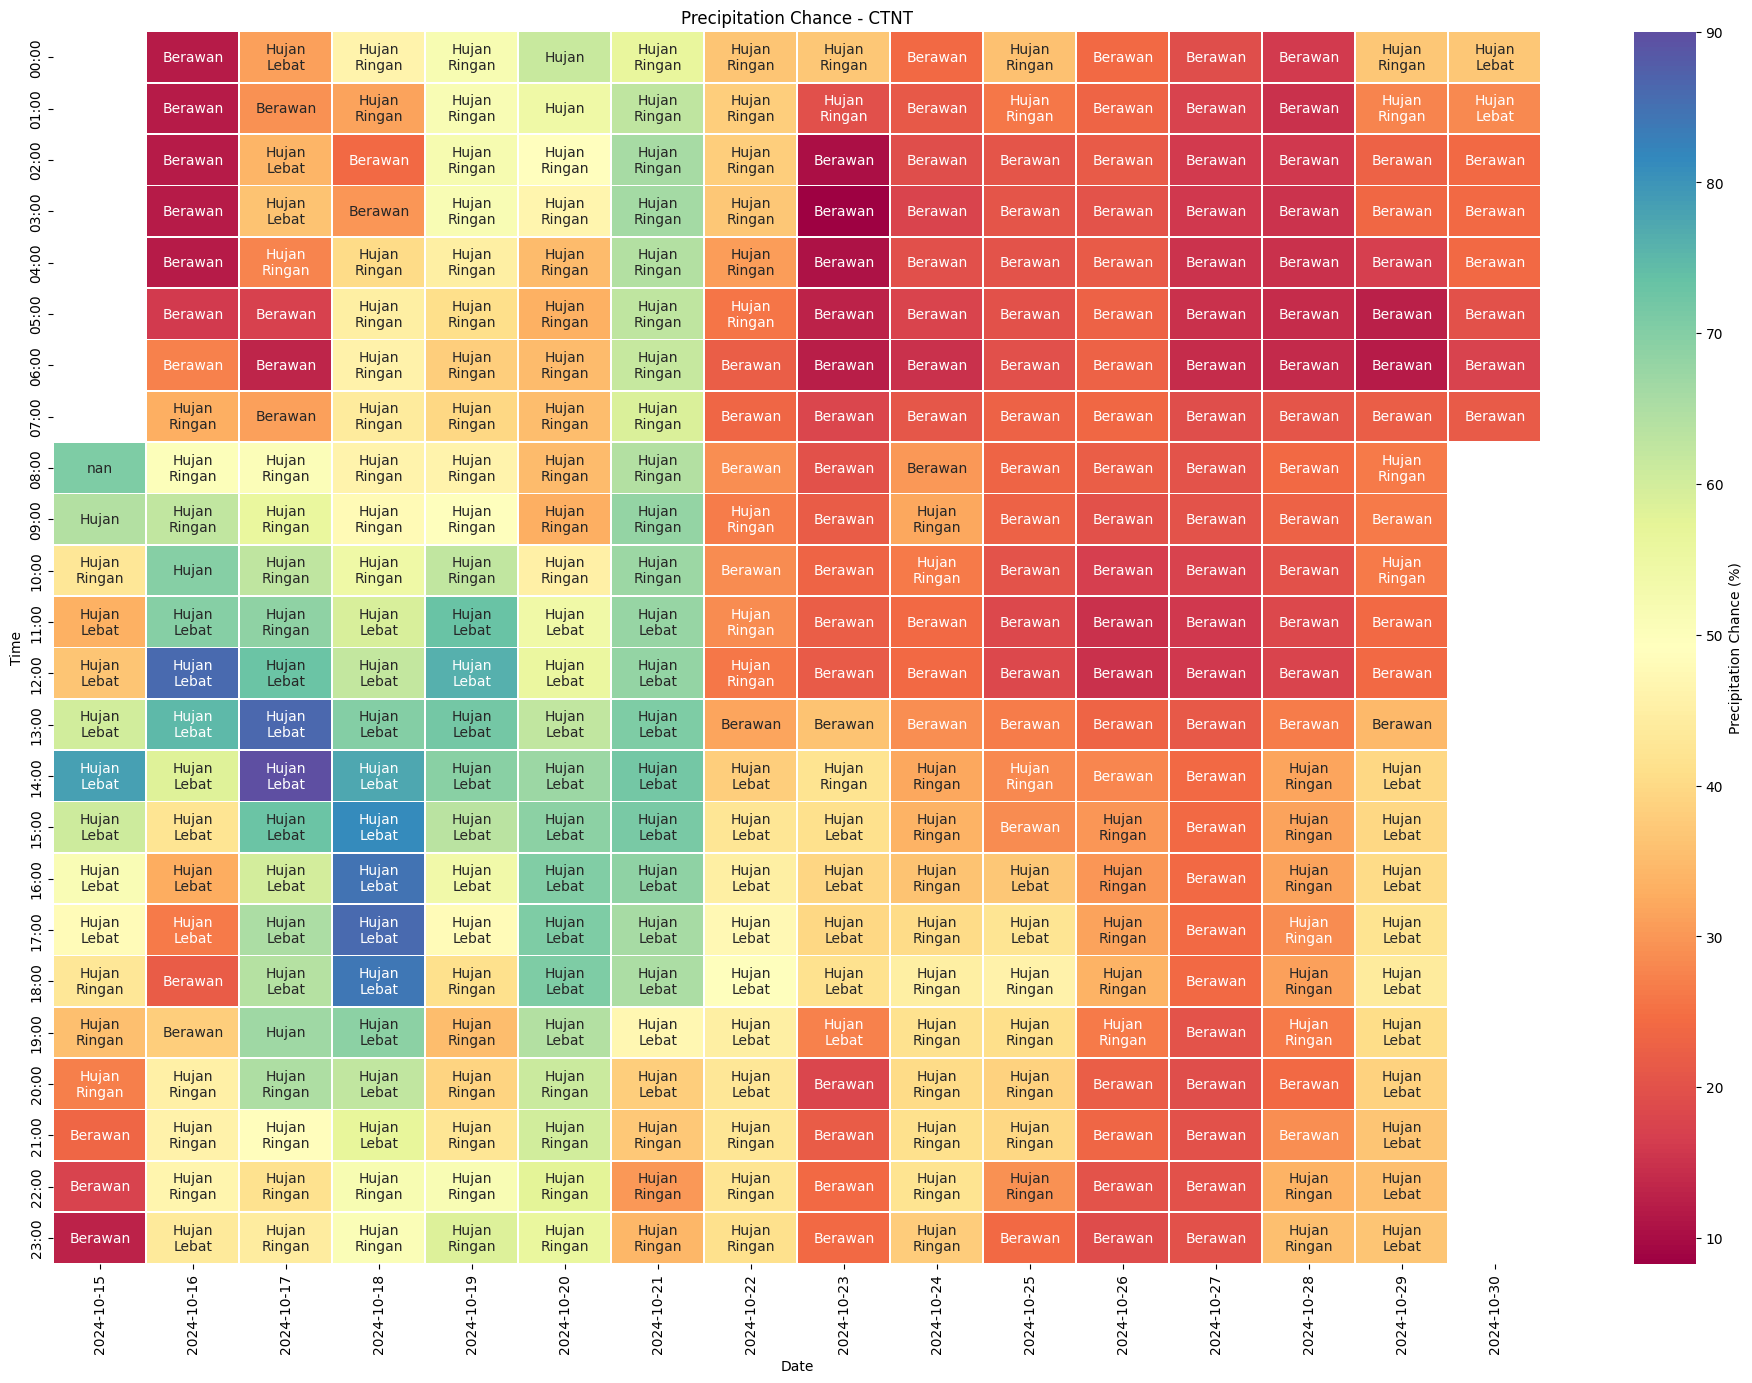 Precipitation Chance - CTNT
00:00 Berawan Hujan Lebat Hujan Ringan Hujan Ringan Hujan Hujan Ringan Hujan Ringan Hujan Ringan Berawan Hujan Ringan Berawan Berawan Berawan Hujan Ringan Hujan Lebat
01:00 Berawan Berawan Hujan Ringan Hujan Ringan Hujan Hujan Ringan Hujan Ringan Hujan Ringan Berawan Hujan Ringan Berawan Berawan Berawan Hujan Ringan Hujan Lebat
02:00 Berawan Hujan Lebat Berawan Hujan Ringan Hujan Ringan Hujan Ringan Hujan Ringan Berawan Berawan Berawan Berawan Berawan Berawan Berawan Berawan
03:00 Berawan Hujan Lebat Berawan Hujan Ringan Hujan Ringan Hujan Ringan Hujan Ringan Berawan Berawan Berawan Berawan Berawan Berawan Berawan Berawan
04:00 Berawan Hujan Ringan Hujan Ringan Hujan Ringan Hujan Ringan Hujan Ringan Hujan Ringan Berawan Berawan Berawan Berawan Berawan Berawan Berawan Berawan
05:00 Berawan Berawan Hujan Ringan Hujan Ringan Hujan Ringan Hujan Ringan Hujan Ringan Berawan Berawan Berawan Berawan Berawan Berawan Berawan Berawan
06:00 Berawan Berawan Hujan Ringan Hujan Ringan Hujan Ringan Hujan Ringan Berawan Berawan Berawan Berawan Berawan Berawan Berawan Berawan Berawan
07:00 Hujan Ringan Berawan Hujan Ringan Hujan Ringan Hujan Ringan Hujan Ringan Berawan Berawan Berawan Berawan Berawan Berawan Berawan Berawan Berawan
08:00 nan Hujan Ringan Hujan Ringan Hujan Ringan Hujan Ringan Hujan Ringan Hujan Ringan Berawan Berawan Berawan Berawan Berawan Berawan Berawan Hujan Ringan
09:00 Hujan Hujan Ringan Hujan Ringan Hujan Ringan Hujan Ringan Hujan Ringan Hujan Ringan Hujan Ringan Berawan Hujan Ringan Berawan Berawan Berawan Berawan Berawan
10:00 Hujan Ringan Hujan Hujan Ringan Hujan Ringan Hujan Ringan Hujan Ringan Hujan Ringan Berawan Berawan Hujan Ringan Berawan Berawan Berawan Berawan Hujan Ringan
11:00 Hujan Lebat Hujan Lebat Hujan Ringan Hujan Lebat Hujan Lebat Hujan Lebat Hujan Lebat Hujan Ringan Berawan Berawan Berawan Berawan Berawan Berawan Berawan
12:00 Hujan Lebat Hujan Lebat Hujan Lebat Hujan Lebat Hujan Lebat Hujan Lebat Hujan Lebat Hujan Ringan Berawan Berawan Berawan Berawan Berawan Berawan Berawan
13:00 Hujan Lebat Hujan Lebat Hujan Lebat Hujan Lebat Hujan Lebat Hujan Lebat Hujan Lebat Berawan Berawan Berawan Berawan Berawan Berawan Berawan Berawan
14:00 Hujan Lebat Hujan Lebat Hujan Lebat Hujan Lebat Hujan Lebat Hujan Lebat Hujan Lebat Hujan Lebat Hujan Ringan Hujan Ringan Hujan Ringan Berawan Berawan Hujan Ringan Hujan Lebat
15:00 Hujan Lebat Hujan Lebat Hujan Lebat Hujan Lebat Hujan Lebat Hujan Lebat Hujan Lebat Hujan Lebat Hujan Lebat Hujan Ringan Berawan Hujan Ringan Berawan Hujan Ringan Hujan Lebat
16:00 Hujan Lebat Hujan Lebat Hujan Lebat Hujan Lebat Hujan Lebat Hujan Lebat Hujan Lebat Hujan Lebat Hujan Lebat Hujan Ringan Hujan Lebat Hujan Ringan Berawan Hujan Ringan Hujan Lebat
17:00 Hujan Lebat Hujan Lebat Hujan Lebat Hujan Lebat Hujan Lebat Hujan Lebat Hujan Lebat Hujan Lebat Hujan Lebat Hujan Ringan Hujan Lebat Hujan Ringan Berawan Hujan Ringan Hujan Lebat
18:00 Hujan Ringan Berawan Hujan Lebat Hujan Lebat Hujan Ringan Hujan Lebat Hujan Lebat Hujan Lebat Hujan Lebat Hujan Ringan Hujan Ringan Hujan Ringan Berawan Hujan Ringan Hujan Lebat
19:00 Hujan Ringan Berawan Hujan Hujan Lebat Hujan Ringan Hujan Lebat Hujan Lebat Hujan Lebat Hujan Lebat Hujan Ringan Hujan Ringan Hujan Ringan Berawan Hujan Ringan Hujan Lebat
20:00 Hujan Ringan Hujan Ringan Hujan Ringan Hujan Lebat Hujan Ringan Hujan Ringan Hujan Lebat Hujan Lebat Berawan Hujan Ringan Hujan Ringan Berawan Berawan Berawan Hujan Lebat
21:00 Berawan Hujan Ringan Hujan Ringan Hujan Lebat Hujan Ringan Hujan Ringan Hujan Ringan Hujan Ringan Berawan Hujan Ringan Hujan Ringan Berawan Berawan Berawan Hujan Lebat
22:00 Berawan Hujan Ringan Hujan Ringan Hujan Ringan Hujan Ringan Hujan Ringan Hujan Ringan Hujan Ringan Berawan Hujan Ringan Hujan Ringan Berawan Berawan Hujan Ringan Hujan Lebat
23:00 Berawan Hujan Lebat Hujan Ringan Hujan Ringan Hujan Ringan Hujan Ringan Hujan Ringan Hujan Ringan Berawan Hujan Ringan Berawan Berawan Berawan Hujan Ringan Hujan Lebat
Time
2024-10-15 2024-10-16 2024-10-17 2024-10-18 2024-10-19 2024-10-20 2024-10-21 2024-10-22 2024-10-23 2024-10-24 2024-10-25 2024-10-26 2024-10-27 2024-10-28 2024-10-29 2024-10-30
Date
90
80
70
60
50
40
30
20
10
Precipitation Chance (%)